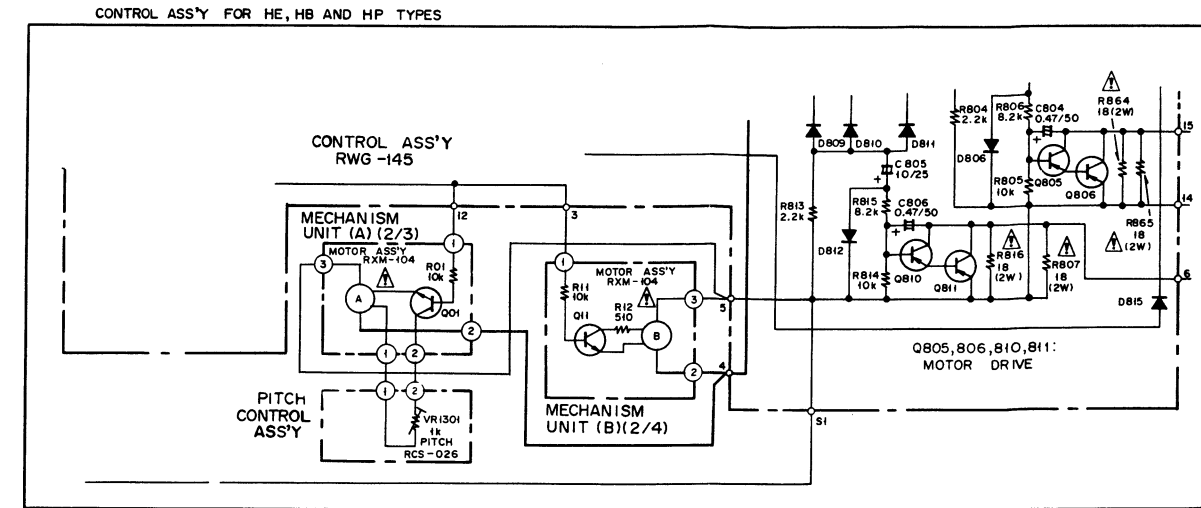 CONTROL ASS'Y FOR HE, HB AND HP TYPES
CONTROL ASS'Y
RWG-145
MECHANISM
UNIT (A) (2/3)
MOTOR ASS'Y
RXM-104
R01
10k
Q01
A
3
1
2
1
2
12
3
1
2
PITCH
CONTROL
ASS'Y
VR1301
1k
PITCH
RCS-026
MOTOR ASS'Y
RXM-104
R11
10k
R12
510
Q11
B
1
3
2
5
4
MECHANISM
UNIT (B)(2/4)
D809
D810
D811
C805
10/25
+
R813
2.2k
R815
8.2k
C806
0.47/50
+
D812
R814
10k
Q810
Q811
R816
18
(2W)
R807
18
(2W)
R804
2.2k
R806
8.2k
C804
0.47/50
+
D806
R805
10k
Q805
Q806
R864
18(2W)
R865
18
(2W)
15
14
6
D815
S1
Q805,806,810,811:
MOTOR DRIVE